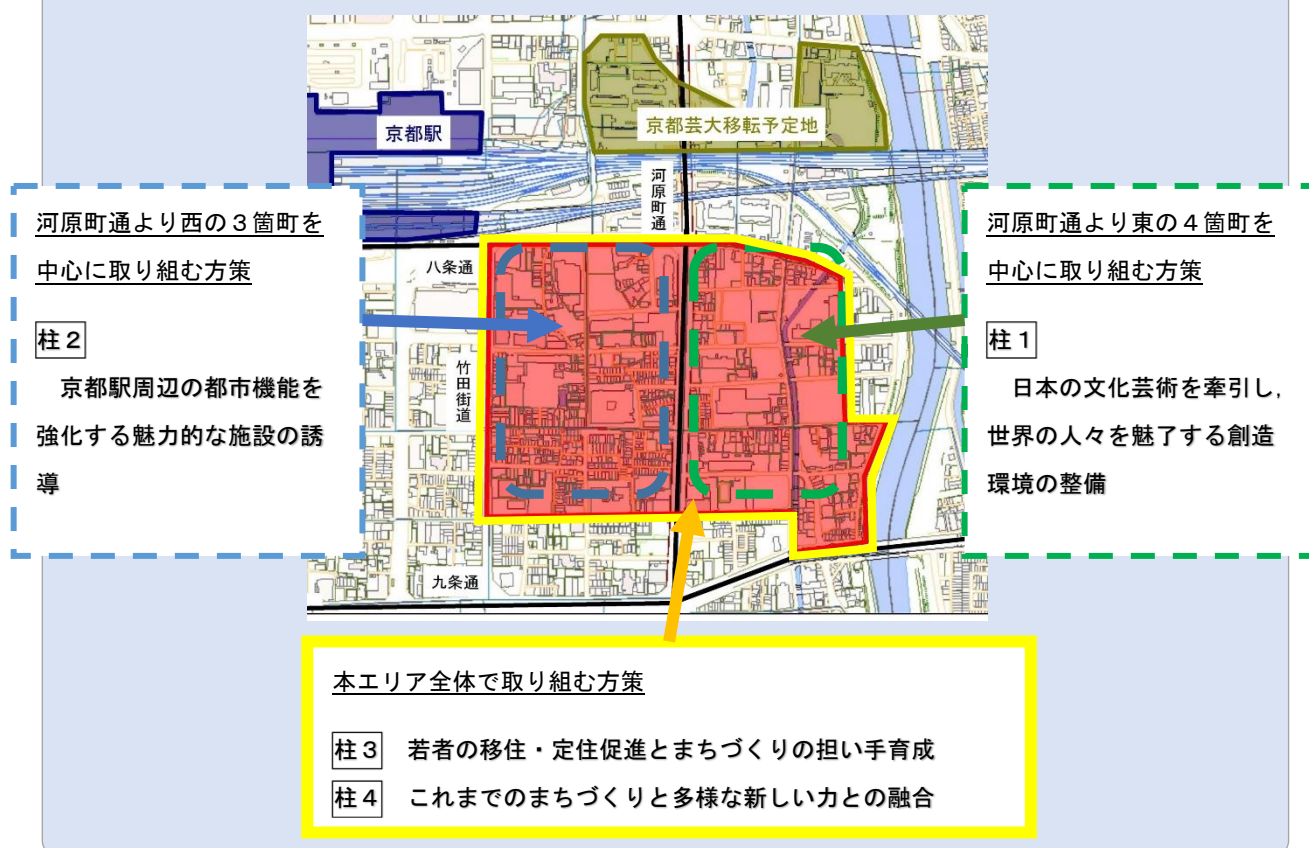 京都駅
京都芸大移転予定地
河原町通
八条通
竹田街道
九条通
河原町通より西の３箇町を
中心に取り組む方策
柱２
京都駅周辺の都市機能を
強化する魅力的な施設の誘
導
河原町通より東の４箇町を
中心に取り組む方策
柱１
日本の文化芸術を牽引し，
世界の人々を魅了する創造
環境の整備
本エリア全体で取り組む方策
柱３ 若者の移住・定住促進とまちづくりの担い手育成
柱４ これまでのまちづくりと多様な新しい力との融合